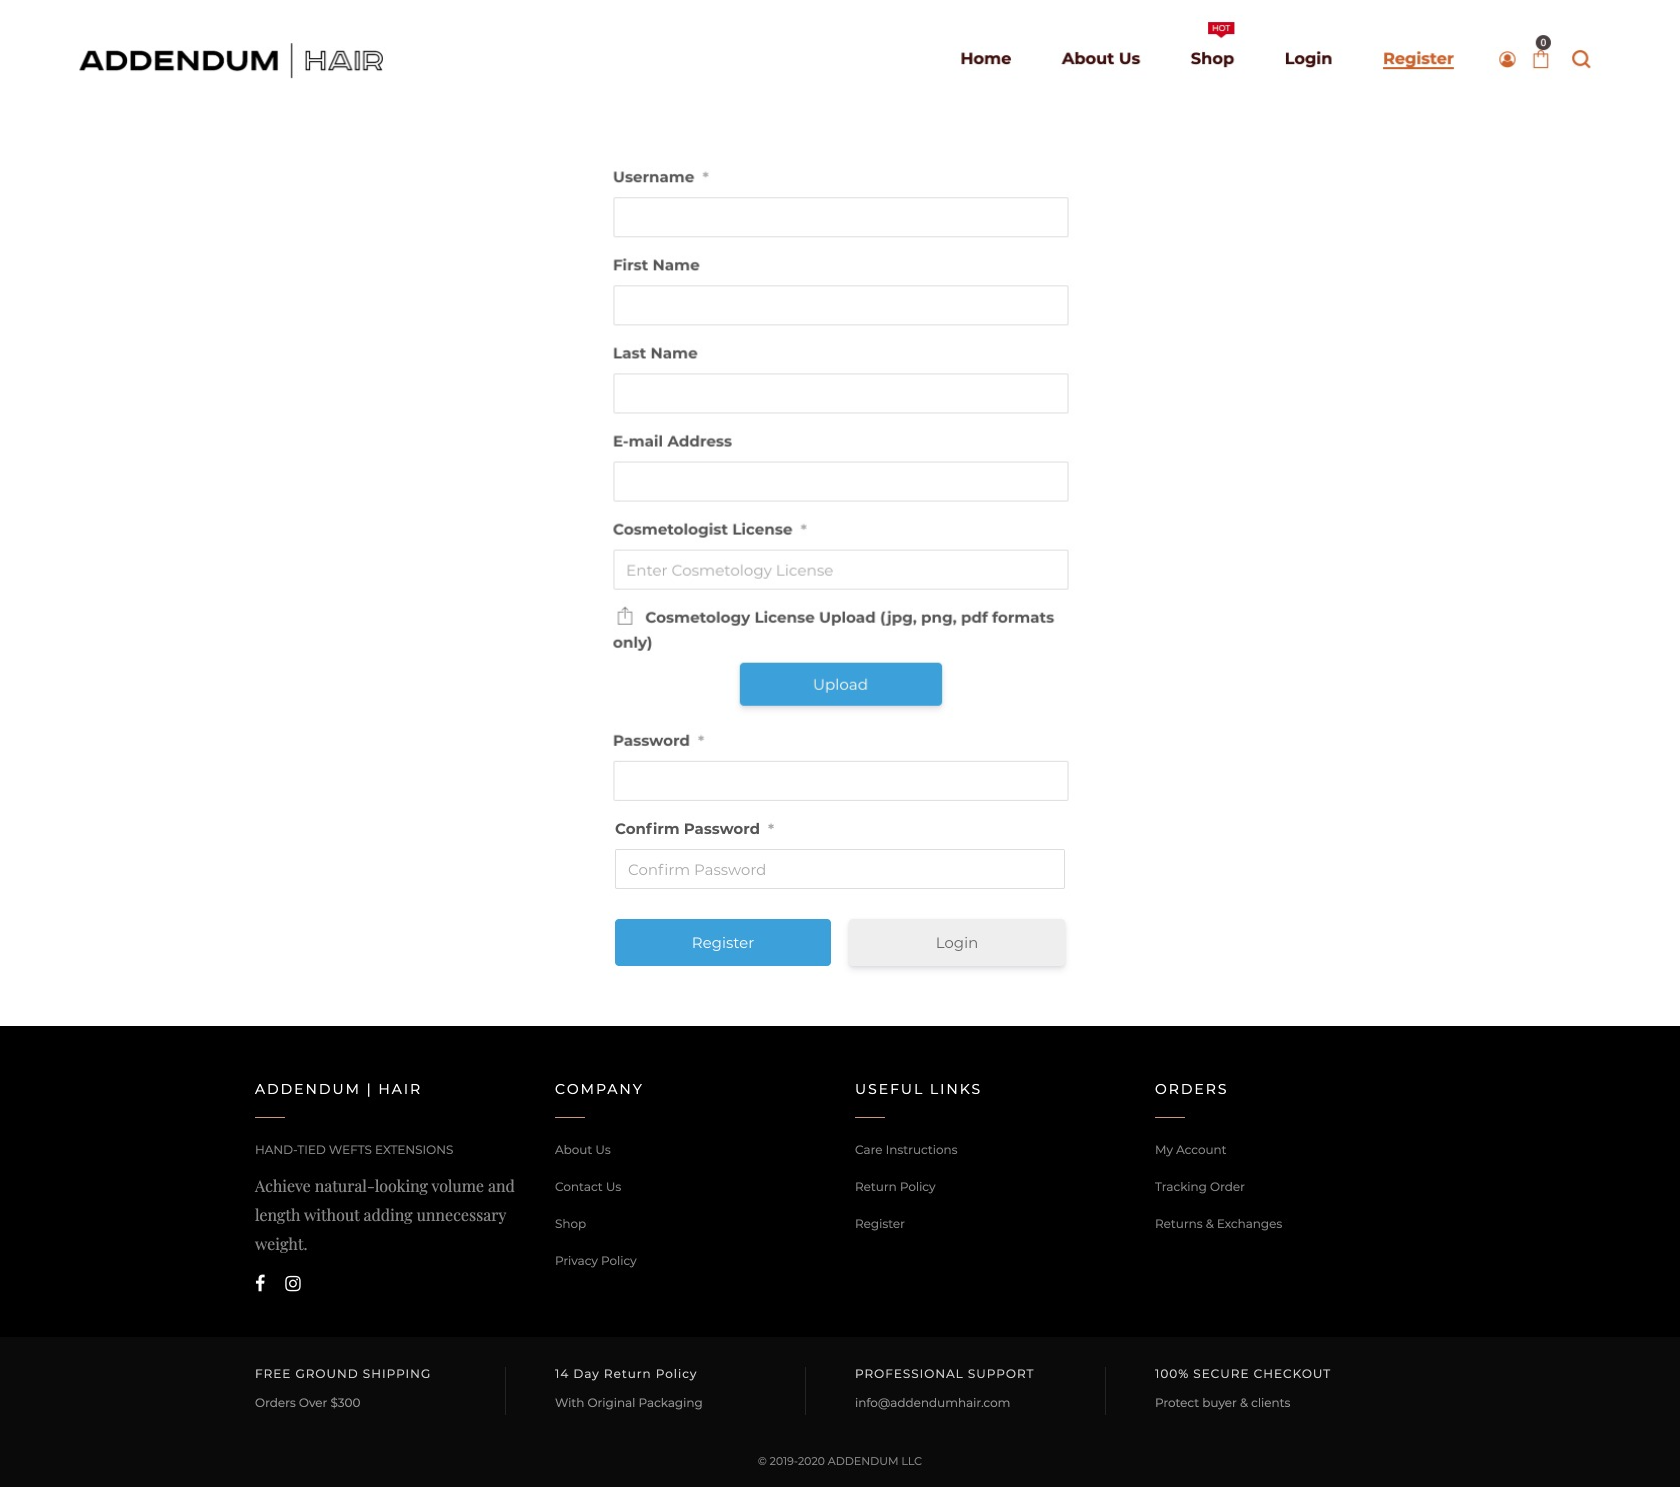 ADDENDUM | HAIR
HOT
Home About Us Shop Login Register 0
Username *
First Name
Last Name
E-mail Address
Cosmetologist License *
Enter Cosmetology License
Cosmetology License Upload (jpg, png, pdf formats
only)
Upload
Password *
Confirm Password *
Confirm Password
Register Login
ADDENDUM | HAIR
HAND-TIED WEFTS EXTENSIONS
Achieve natural-looking volume and
length without adding unnecessary
weight.
COMPANY
About Us
Contact Us
Shop
Privacy Policy
USEFUL LINKS
Care Instructions
Return Policy
Register
ORDERS
My Account
Tracking Order
Returns & Exchanges
FREE GROUND SHIPPING
Orders Over $300
14 Day Return Policy
With Original Packaging
PROFESSIONAL SUPPORT
info@addendumhair.com
100% SECURE CHECKOUT
Protect buyer & clients
© 2019-2020 ADDENDUM LLC